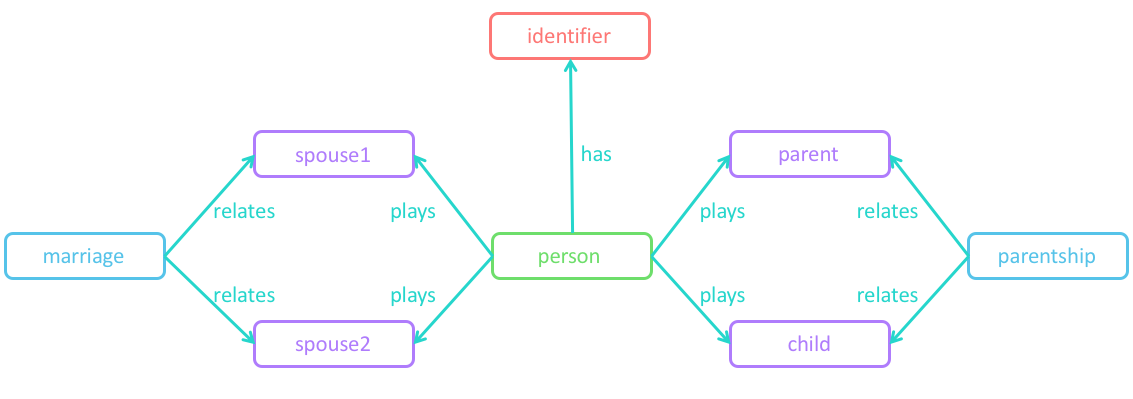 identifier
spouse1
has
parent
relates
plays
plays
relates
marriage
person
parentship
relates
plays
plays
relates
spouse2
child